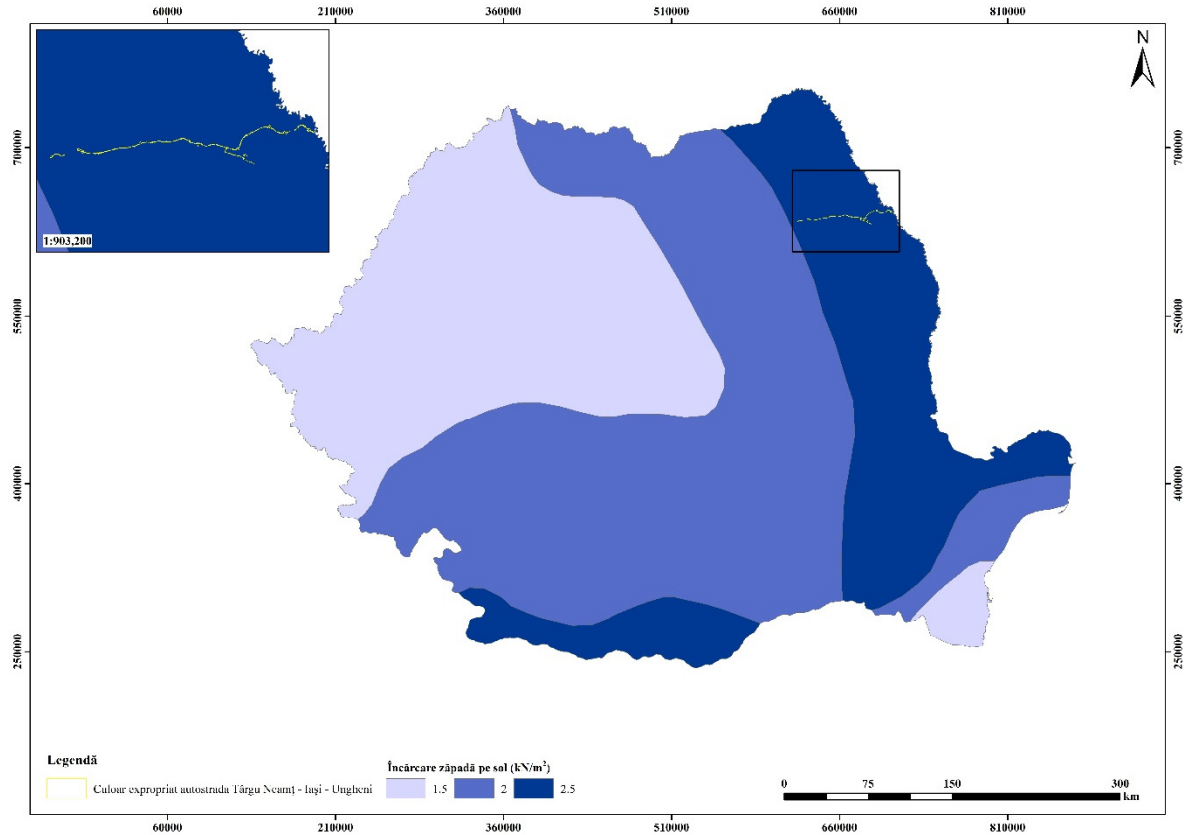 60000 210000 360000 510000 660000 810000
N
700000 700000
1:903,200
550000 550000
400000 400000
250000 250000
Legendă
Culoar expropriat autostrada Târgu Neamț - Iași - Ungheni
Încărcare zăpadă pe sol (kN/m²)
1.5 2 2.5
0 75 150 300
km
60000 210000 360000 510000 660000 810000